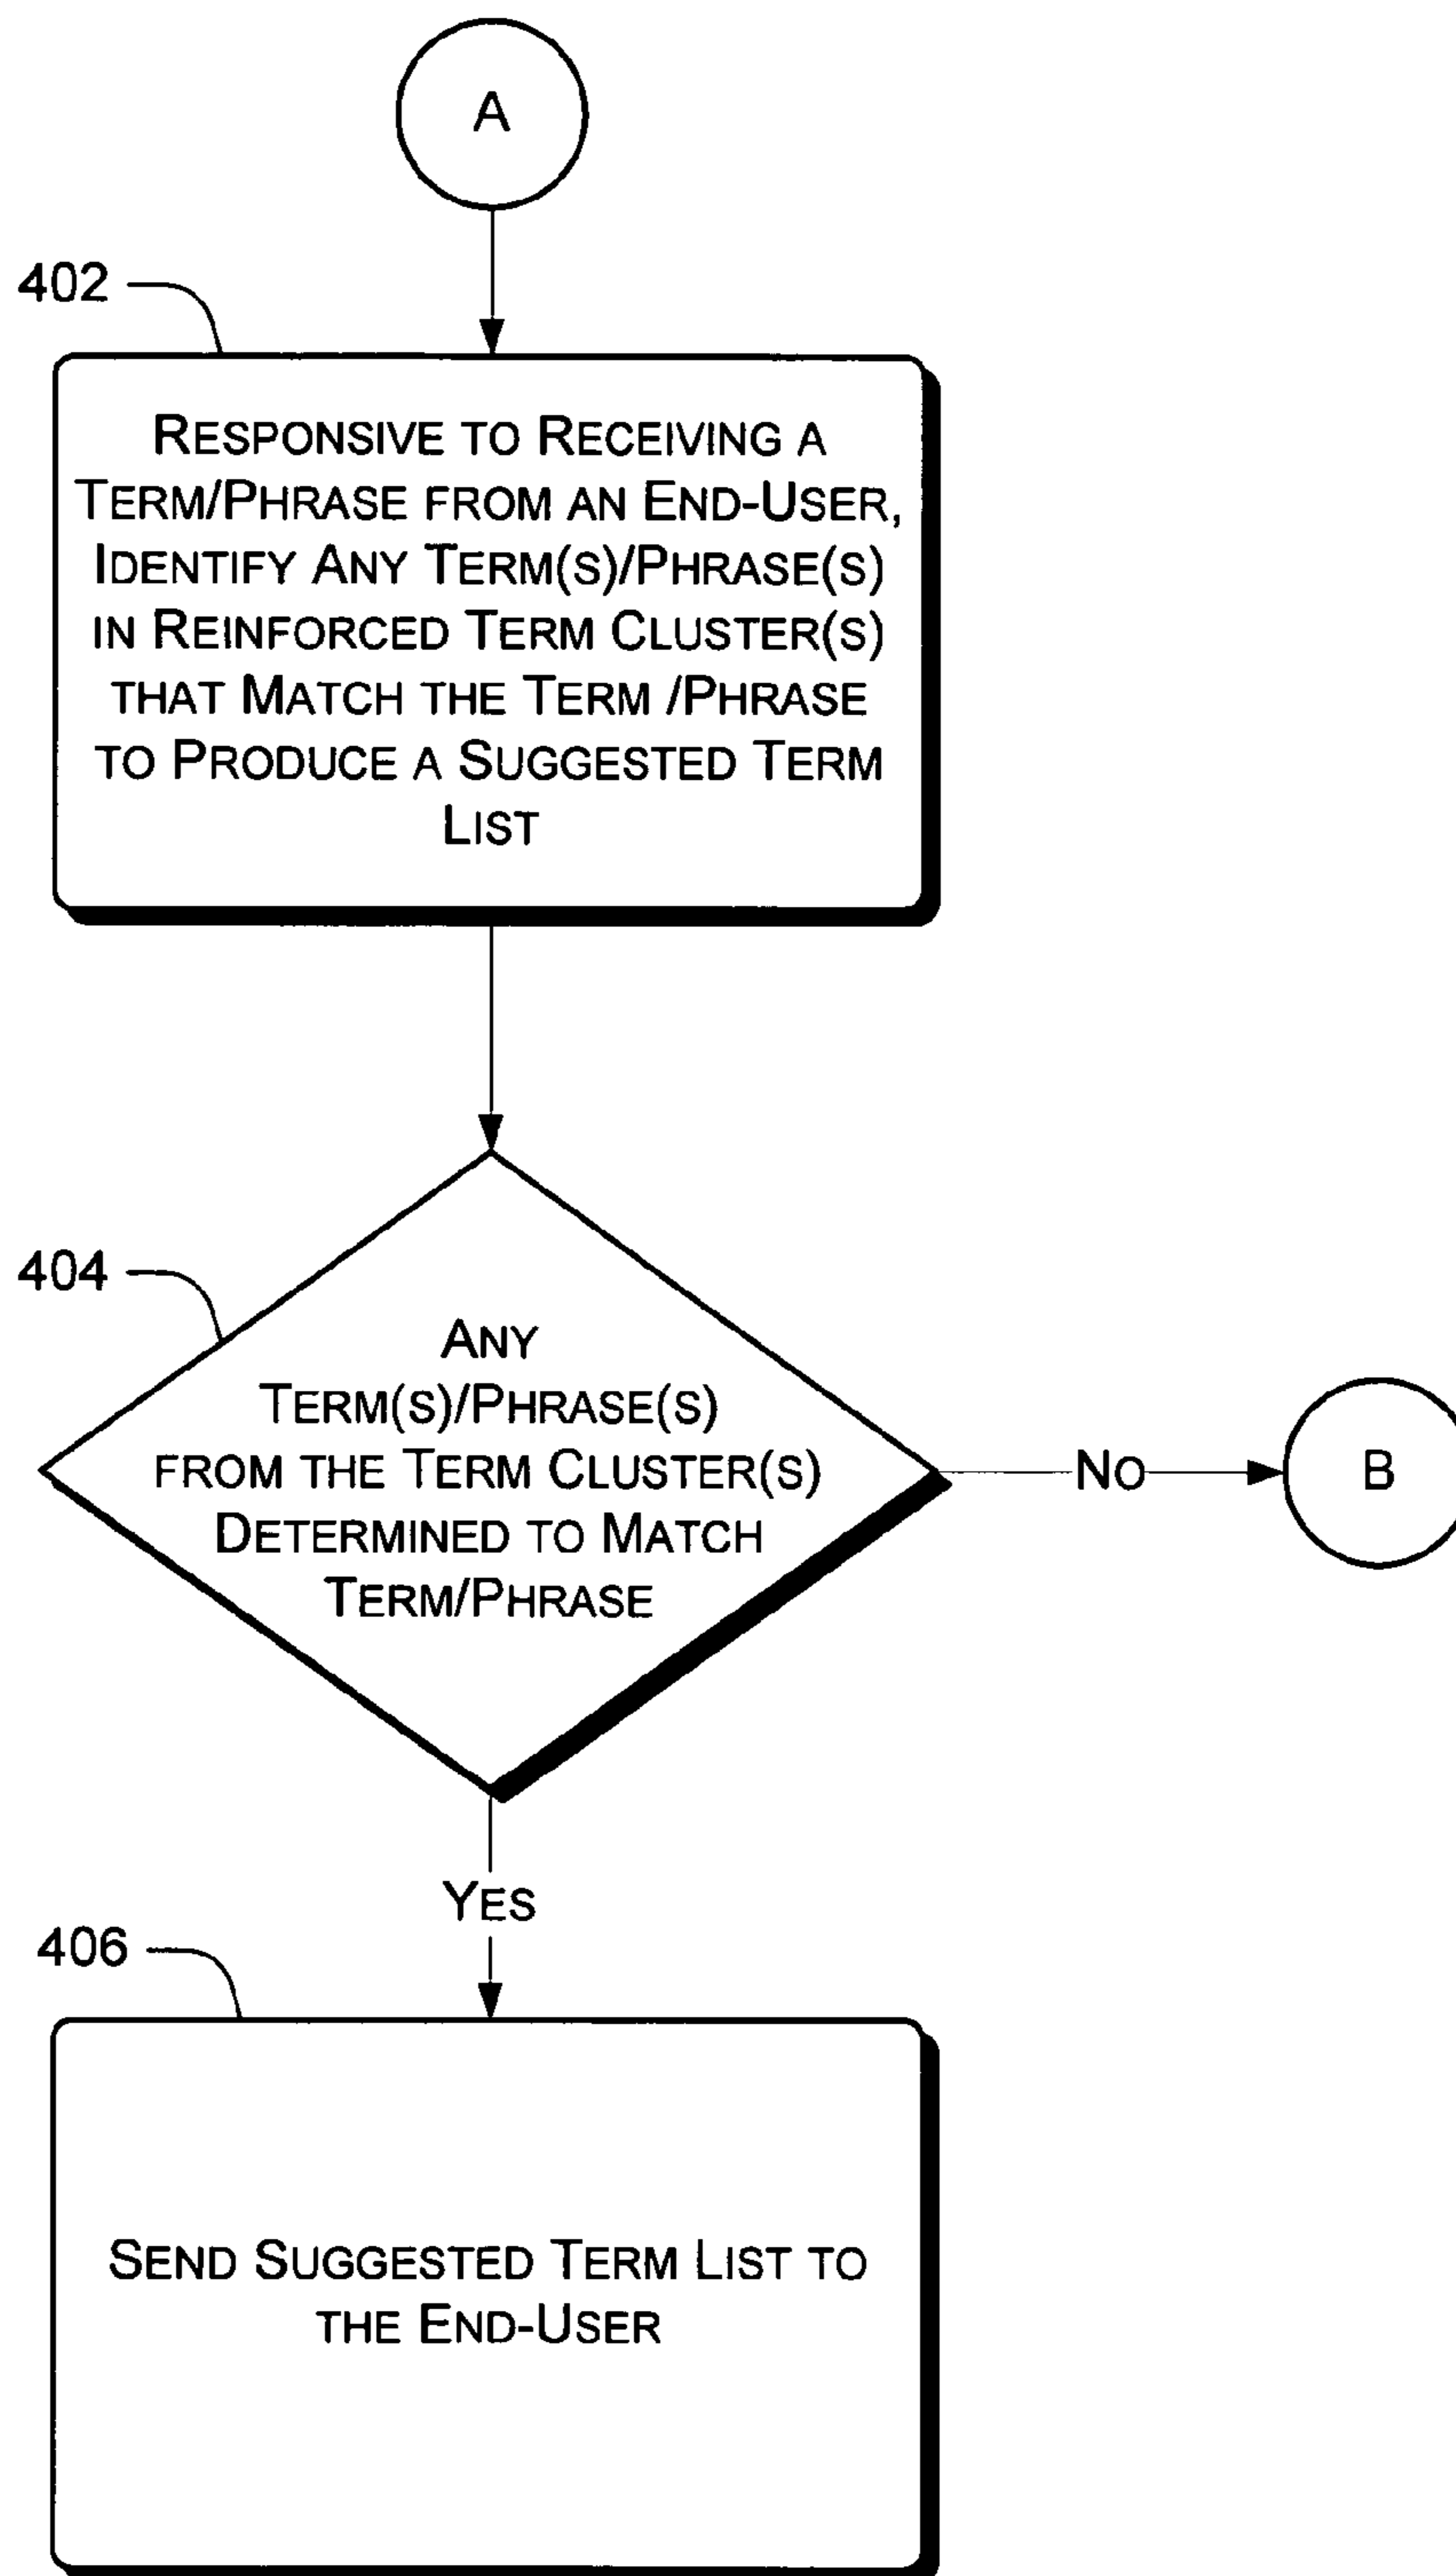 A
402
RESPONSIVE TO RECEIVING A
TERM/PHRASE FROM AN END-USER,
IDENTIFY ANY TERM(S)/PHRASE(S)
IN REINFORCED TERM CLUSTER(S)
THAT MATCH THE TERM /PHRASE
TO PRODUCE A SUGGESTED TERM
LIST
404
ANY
TERM(S)/PHRASE(S)
FROM THE TERM CLUSTER(S)
DETERMINED TO MATCH
TERM/PHRASE
NO
B
YES
406
SEND SUGGESTED TERM LIST TO
THE END-USER